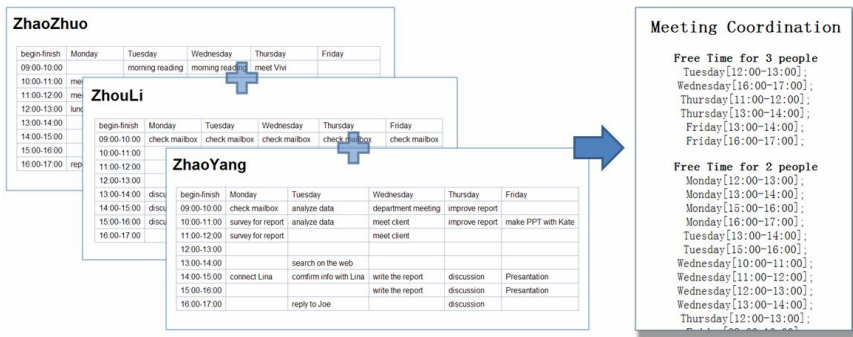 ZhaoZhuo
begin-finish Monday Tuesday Wednesday Thursday Friday
09:00-10:00 morning reading morning reading meet Vivi
10:00-11:00
11:00-12:00
12:00-13:00
13:00-14:00
14:00-15:00
15:00-16:00
16:00-17:00
ZhouLi
begin-finish Monday Tuesday Wednesday Thursday Friday
09:00-10:00 check mailbox check mailbox check mailbox check mailbox check mailbox
10:00-11:00
11:00-12:00
12:00-13:00
13:00-14:00
14:00-15:00
15:00-16:00
16:00-17:00
ZhaoYang
begin-finish Monday Tuesday Wednesday Thursday Friday
09:00-10:00 check mailbox analyze data department meeting improve report
10:00-11:00 survey for report analyze data meet client improve report make PPT with Kate
11:00-12:00 survey for report meet client
12:00-13:00
13:00-14:00 search on the web
14:00-15:00 connect Lina comfirm info with Lina write the report discussion Presantation
15:00-16:00 write the report discussion Presantation
16:00-17:00 reply to Joe discussion
Meeting Coordination
Free Time for 3 people
Tuesday[12:00-13:00];
Wednesday[16:00-17:00];
Thursday[11:00-12:00];
Thursday[13:00-14:00];
Friday[13:00-14:00];
Friday[16:00-17:00];
Free Time for 2 people
Monday[12:00-13:00];
Monday[13:00-14:00];
Monday[15:00-16:00];
Monday[16:00-17:00];
Tuesday[13:00-14:00];
Tuesday[15:00-16:00];
Wednesday[10:00-11:00];
Wednesday[11:00-12:00];
Wednesday[12:00-13:00];
Wednesday[13:00-14:00];
Thursday[12:00-13:00];